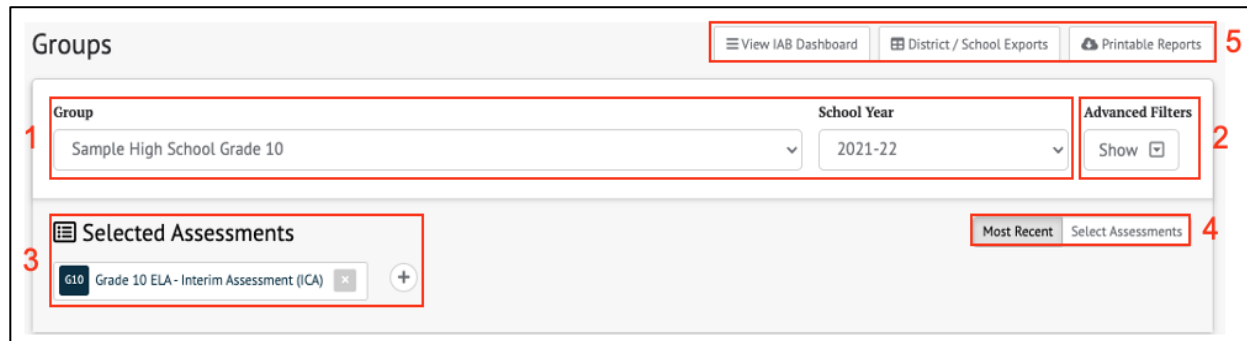 Groups
View IAB Dashboard
District / School Exports
Printable Reports
5
Group
School Year
Advanced Filters
1
Sample High School Grade 10
2021-22
Show
2
Selected Assessments
Most Recent
Select Assessments
4
3
G10 Grade 10 ELA - Interim Assessment (ICA) ×
+